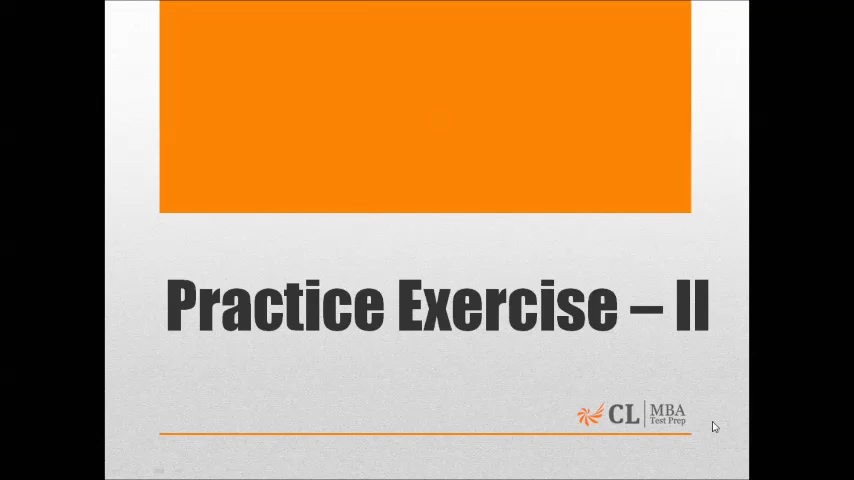 Practice Exercise – II
CL MBA
Test Prep